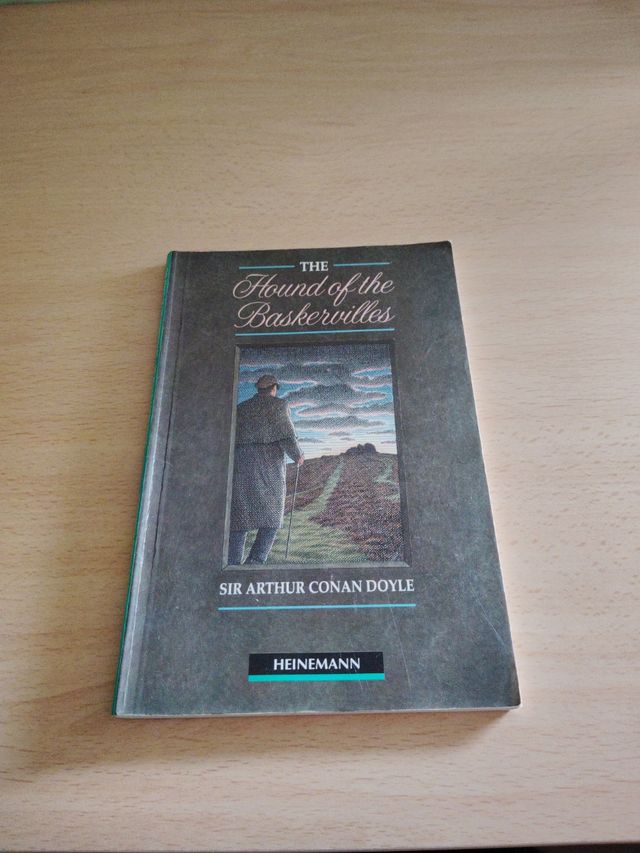 THE
Hound of the
Baskervilles
SIR ARTHUR CONAN DOYLE
HEINEMANN